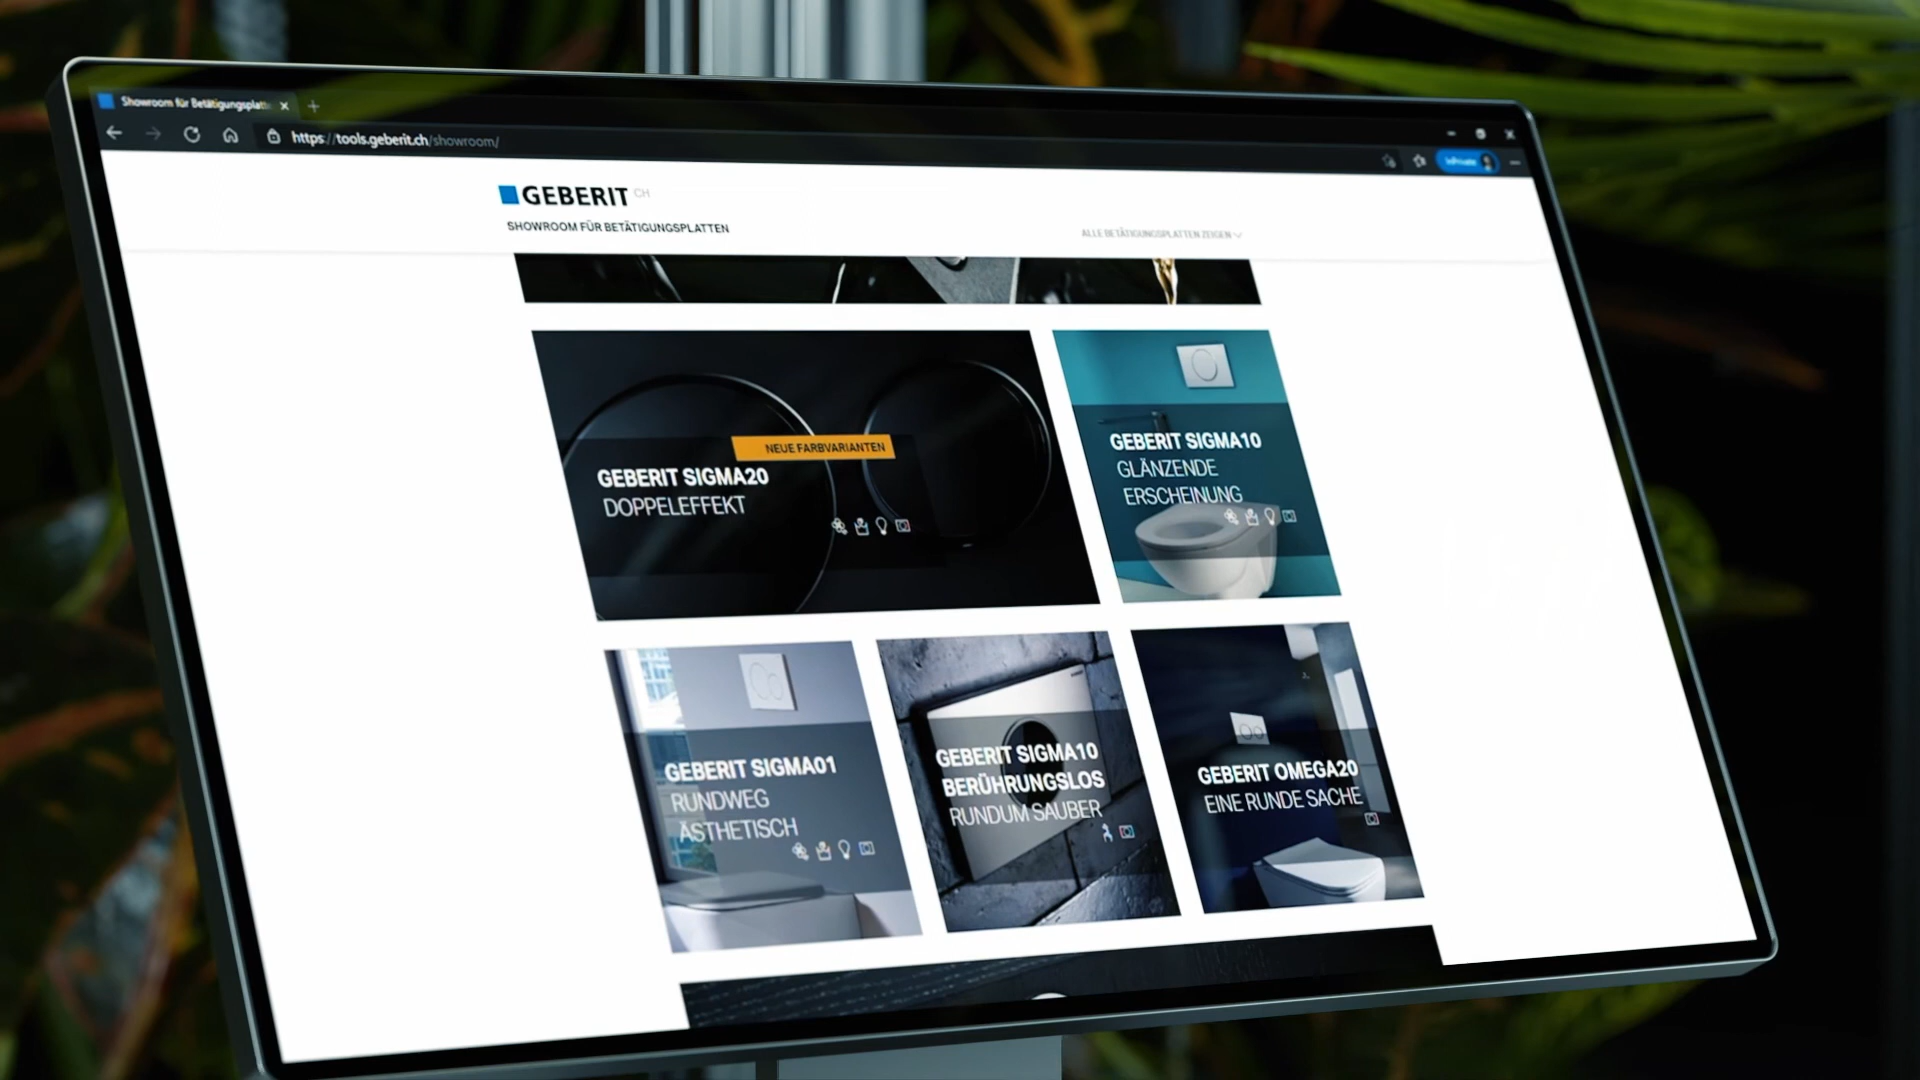 Showroom für Betätigungsplatt
https://tools.geberit.ch/showroom/
InPrivate
GEBERIT CH
SHOWROOM FÜR BETÄTIGUNGSPLATTEN
ALLE BETÄTIGUNGSPLATTEN ZEIGEN
NEUE FARBVARIANTEN
GEBERIT SIGMA20
DOPPELEFFEKT
GEBERIT SIGMA10
GLÄNZENDE
ERSCHEINUNG
GEBERIT SIGMA01
RUNDWEG
ÄSTHETISCH
GEBERIT SIGMA10
BERÜHRUNGSLOS
RUNDUM SAUBER
GEBERIT OMEGA20
EINE RUNDE SACHE